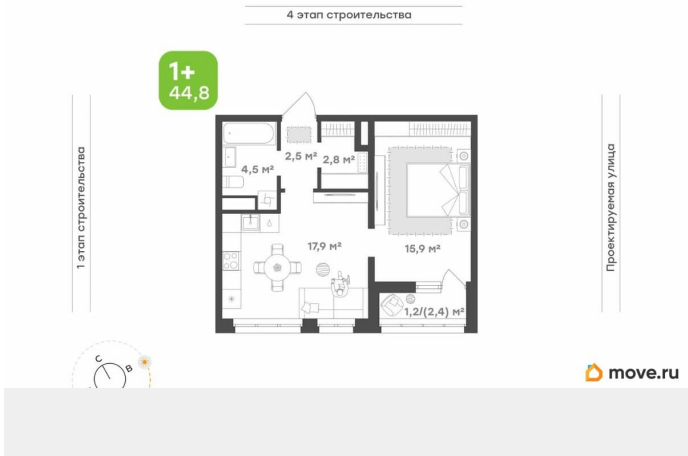 4 этап строительства
1+
44,8
1 этап строительства
4,5 м²
2,5 м²
2,8 м²
17,9 м²
15,9 м²
1,2/(2,4) м²
Проектируемая улица
С
В
move.ru